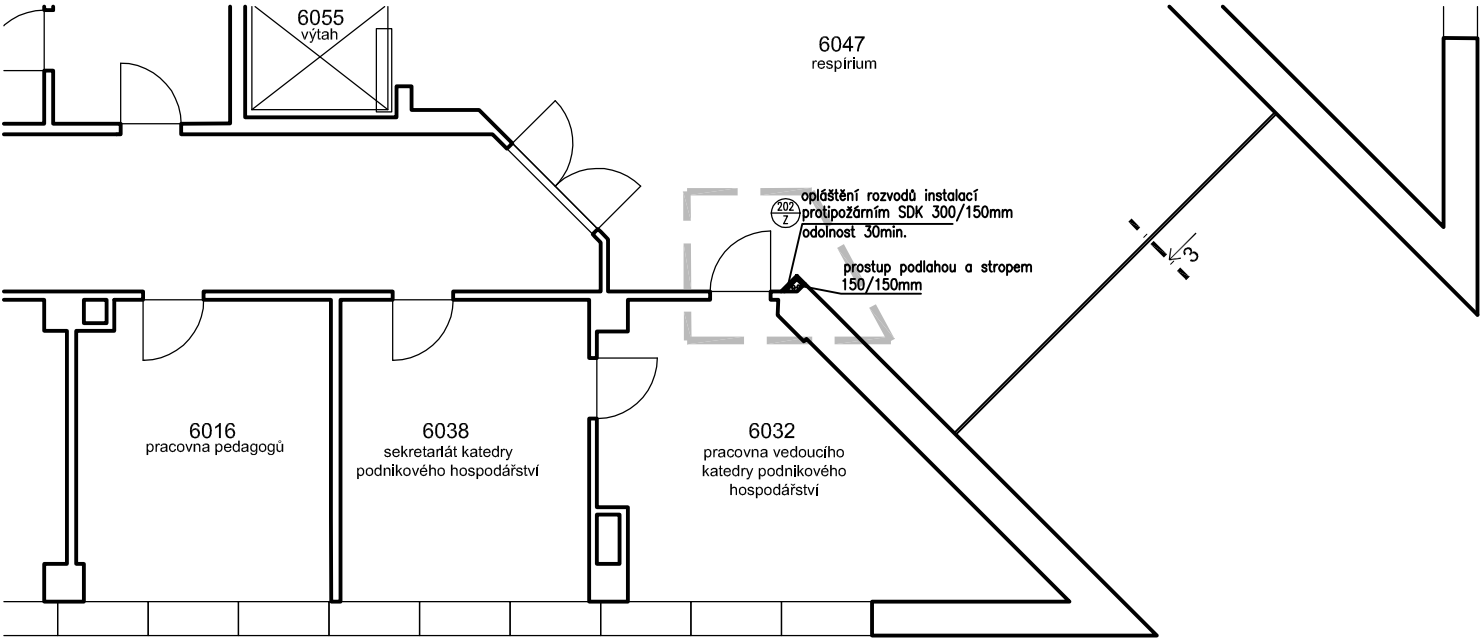 6055
výtah
6047
respirium
202
Z
opláštění rozvodů instalací
protipožárním SDK 300/150mm
odolnost 30min.
prostup podlahou a stropem
150/150mm
3
6016
pracovna pedagogů
6038
sekretariát katedry
podnikového hospodářství
6032
pracovna vedoucího
katedry podnikového
hospodářství